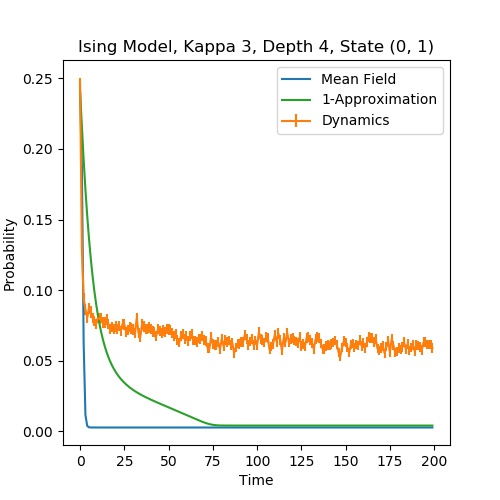 Ising Model, Kappa 3, Depth 4, State (0, 1)
Mean Field
1-Approximation
Dynamics
Probability
0.25
0.20
0.15
0.10
0.05
0.00
0 25 50 75 100 125 150 175 200
Time